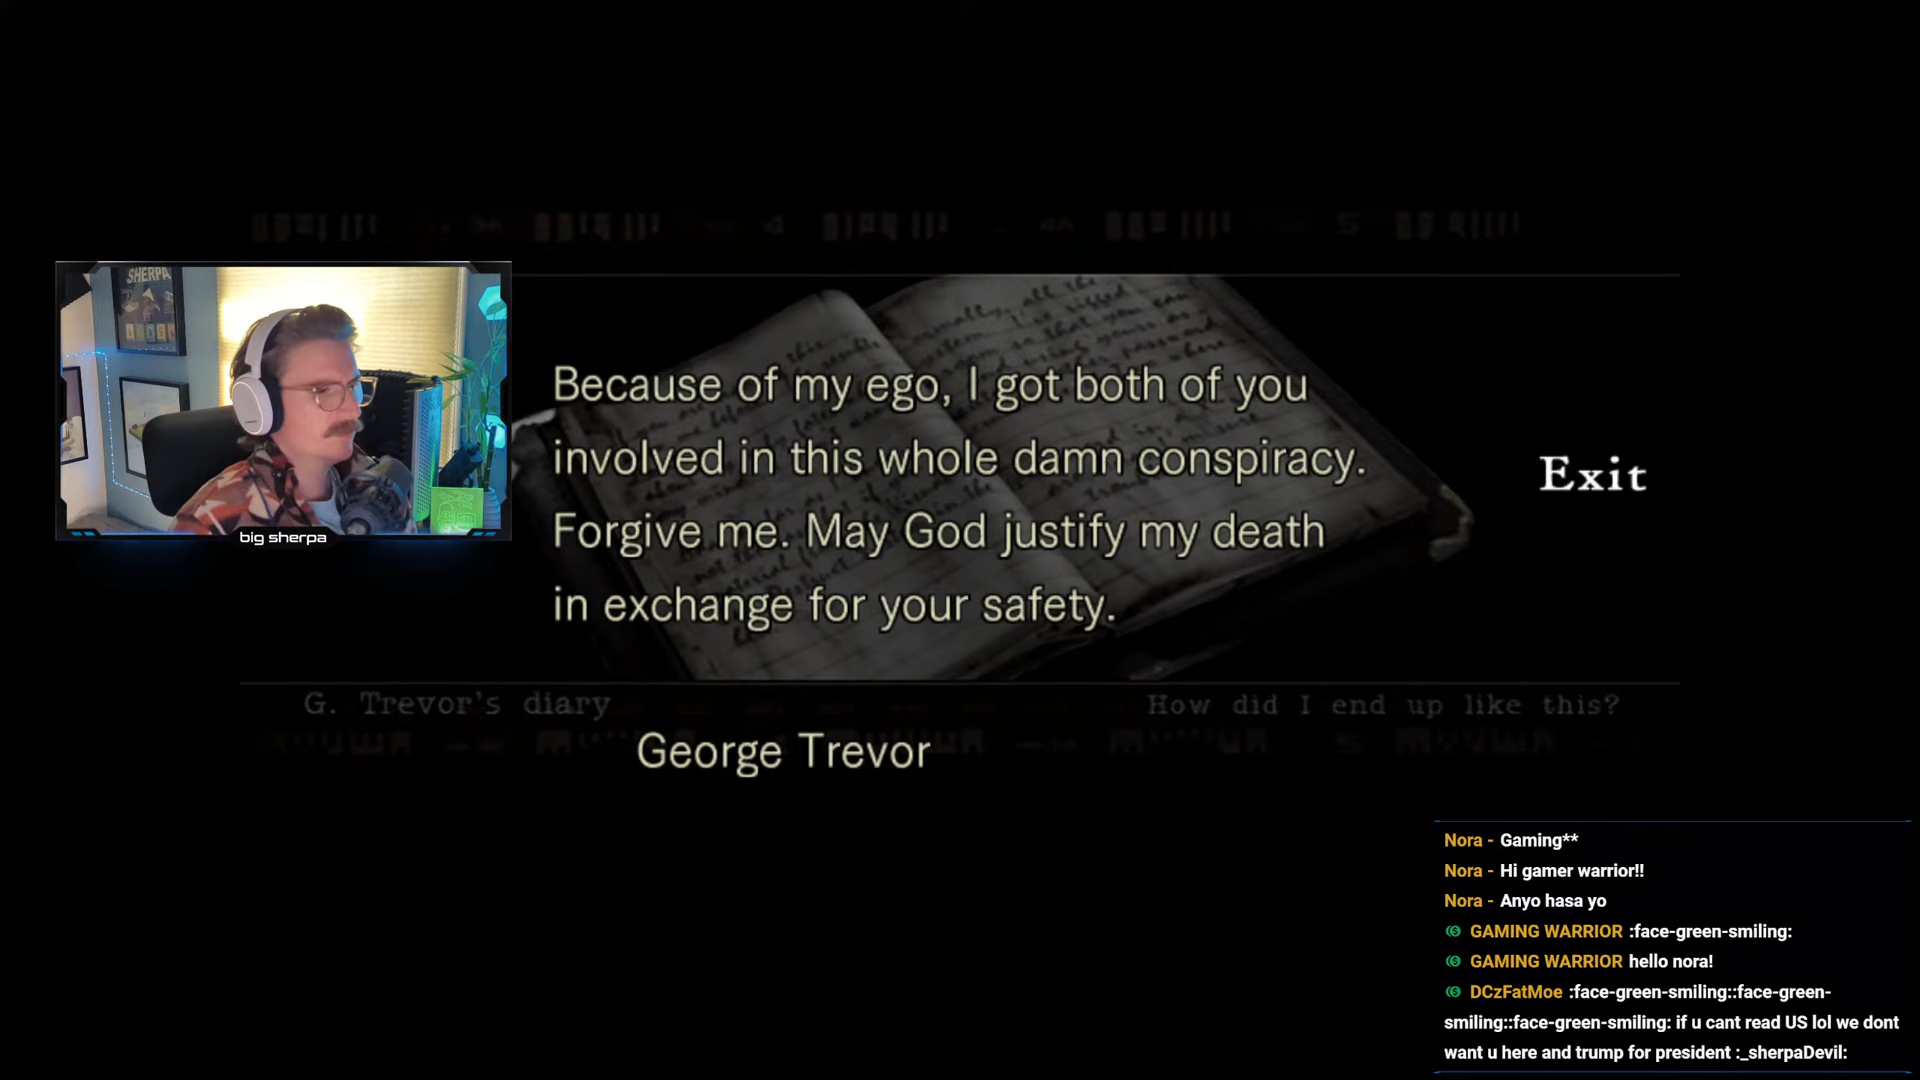 SHERPA
big sherpa
Because of my ego, I got both of you
involved in this whole damn conspiracy.
Forgive me. May God justify my death
in exchange for your safety.
Exit
G. Trevor's diary
How did I end up like this?
George Trevor
Nora - Gaming**
Nora - Hi gamer warrior!!
Nora - Anyo hasa yo
GAMING WARRIOR :face-green-smiling:
GAMING WARRIOR hello nora!
DCzFatMoe :face-green-smiling::face-green-
smiling::face-green-smiling: if u cant read US lol we dont
want u here and trump for president :_sherpaDevil: